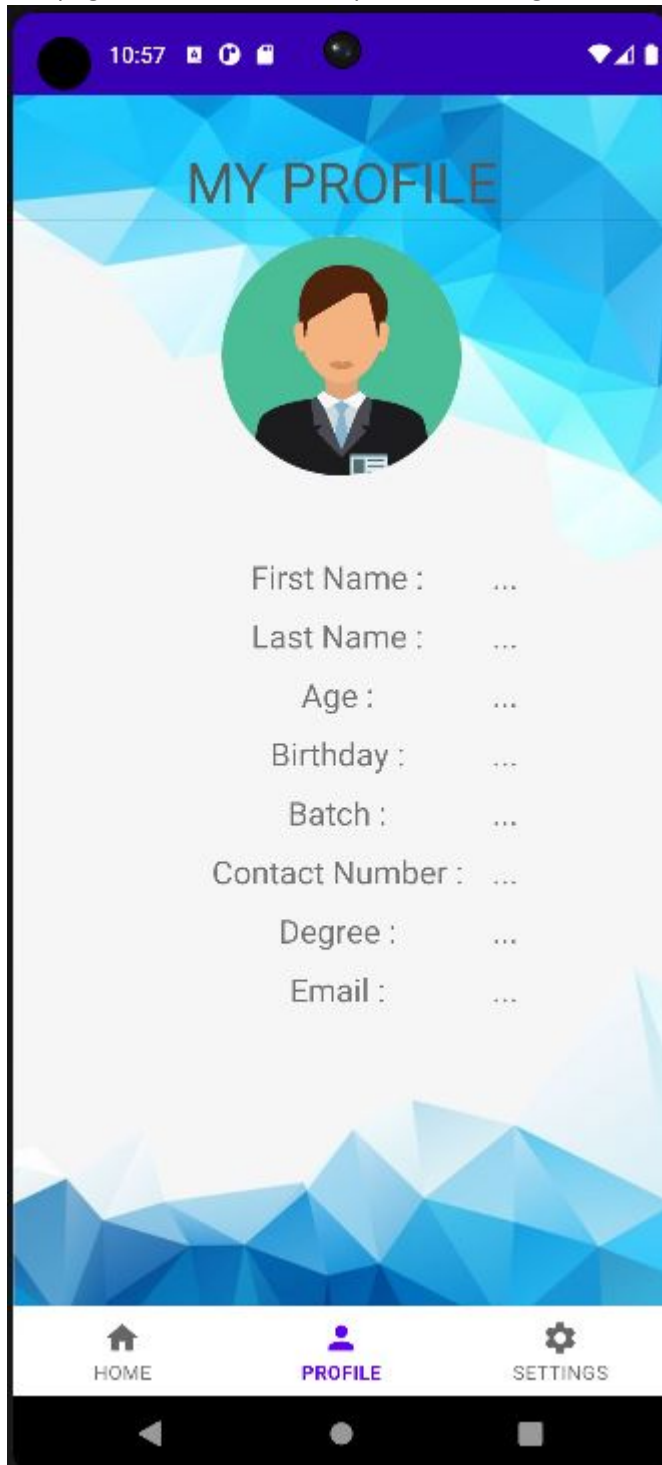 10:57
MY PROFILE
First Name : ...
Last Name : ...
Age : ...
Birthday : ...
Batch : ...
Contact Number : ...
Degree : ...
Email : ...
HOME PROFILE SETTINGS